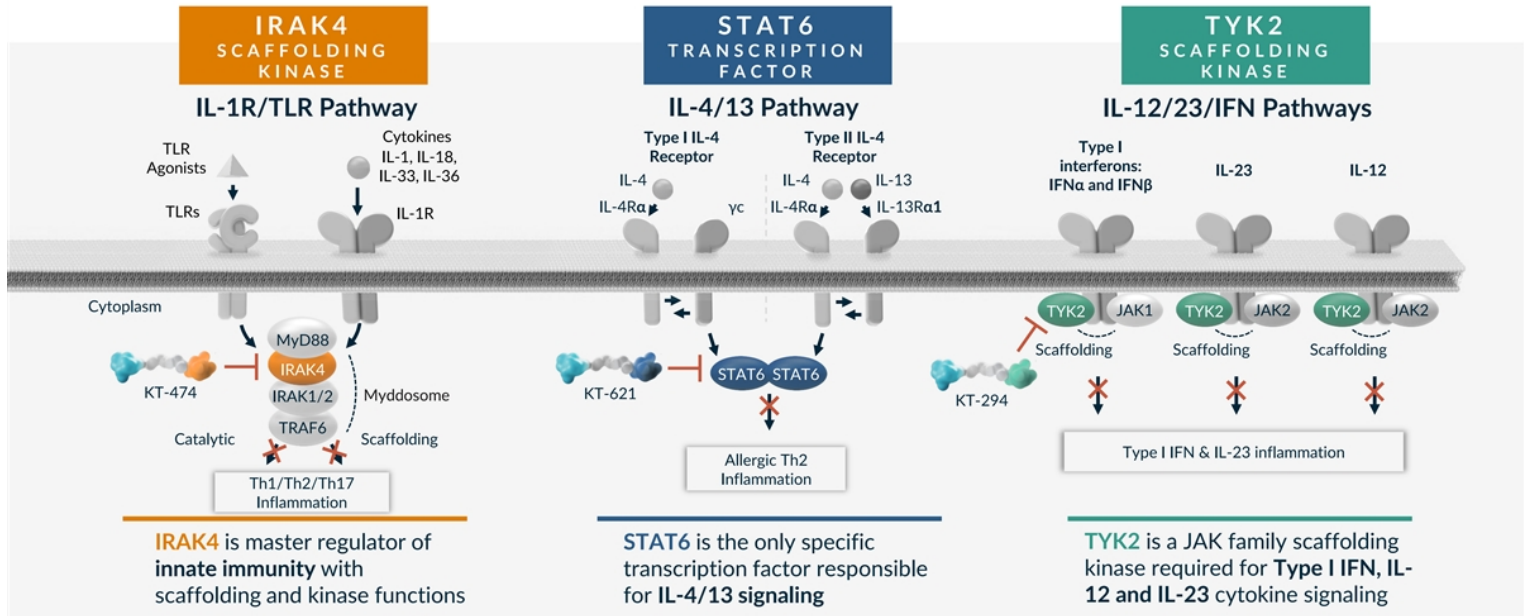 IRAK4
SCAFFOLDING
KINASE
IL-1R/TLR Pathway
TLR
Agonists
Cytokines
IL-1, IL-18,
IL-33, IL-36
TLRs
IL-1R
Cytoplasm
MyD88
IRAK4
IRAK1/2
TRAF6
KT-474
Myddosome
Catalytic
Scaffolding
Th1/Th2/Th17
Inflammation
IRAK4 is master regulator of
innate immunity with
scaffolding and kinase functions
STAT6
TRANSCRIPTION
FACTOR
IL-4/13 Pathway
Type I IL-4
Receptor
Type II IL-4
Receptor
IL-4
IL-4Rα
γc
IL-4
IL-13
IL-4Rα
IL-13Rα1
KT-621
STAT6 STAT6
Allergic Th2
Inflammation
STAT6 is the only specific
transcription factor responsible
for IL-4/13 signaling
TYK2
SCAFFOLDING
KINASE
IL-12/23/IFN Pathways
Type I
interferons:
IFNα and IFNβ
IL-23
IL-12
TYK2 JAK1
TYK2 JAK2
TYK2 JAK2
Scaffolding
Scaffolding
Scaffolding
KT-294
Type I IFN & IL-23 inflammation
TYK2 is a JAK family scaffolding
kinase required for Type I IFN, IL-
12 and IL-23 cytokine signaling